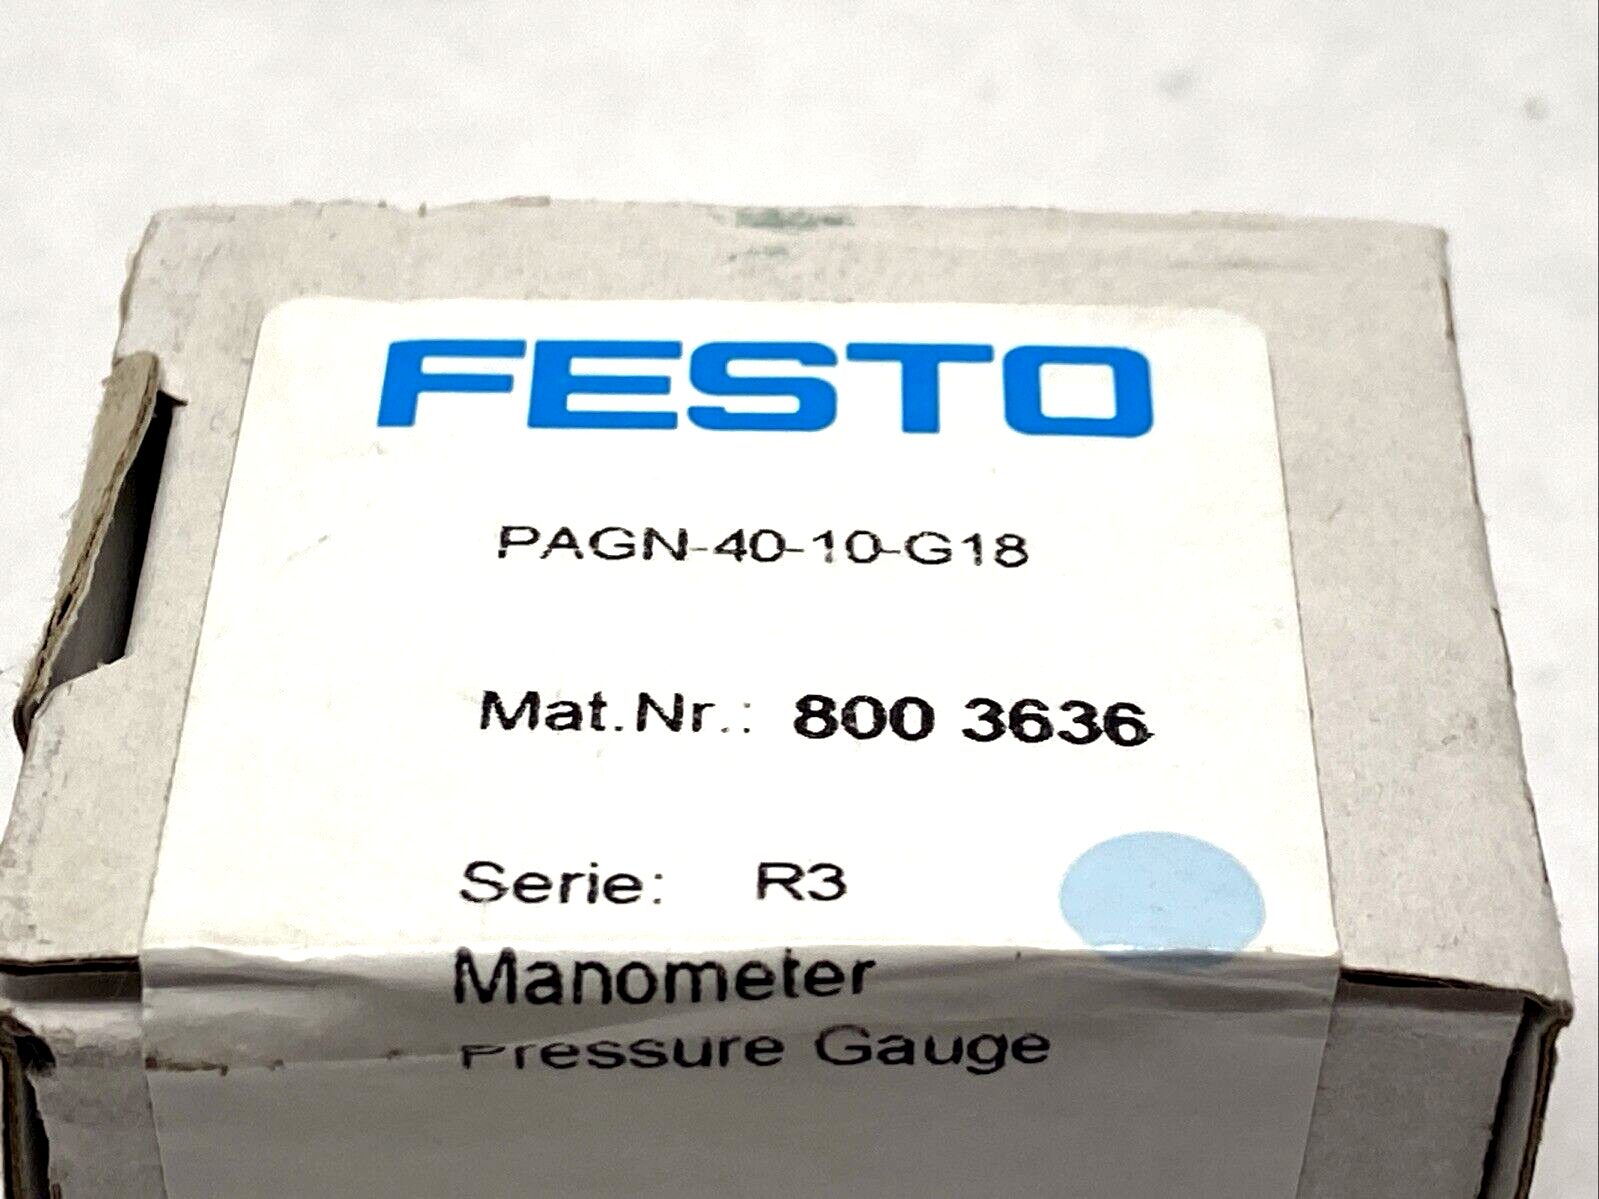 FESTO
PAGN-40-10-G18
Mat.Nr.: 800 3636
Serie: R3
Manometer
Pressure Gauge